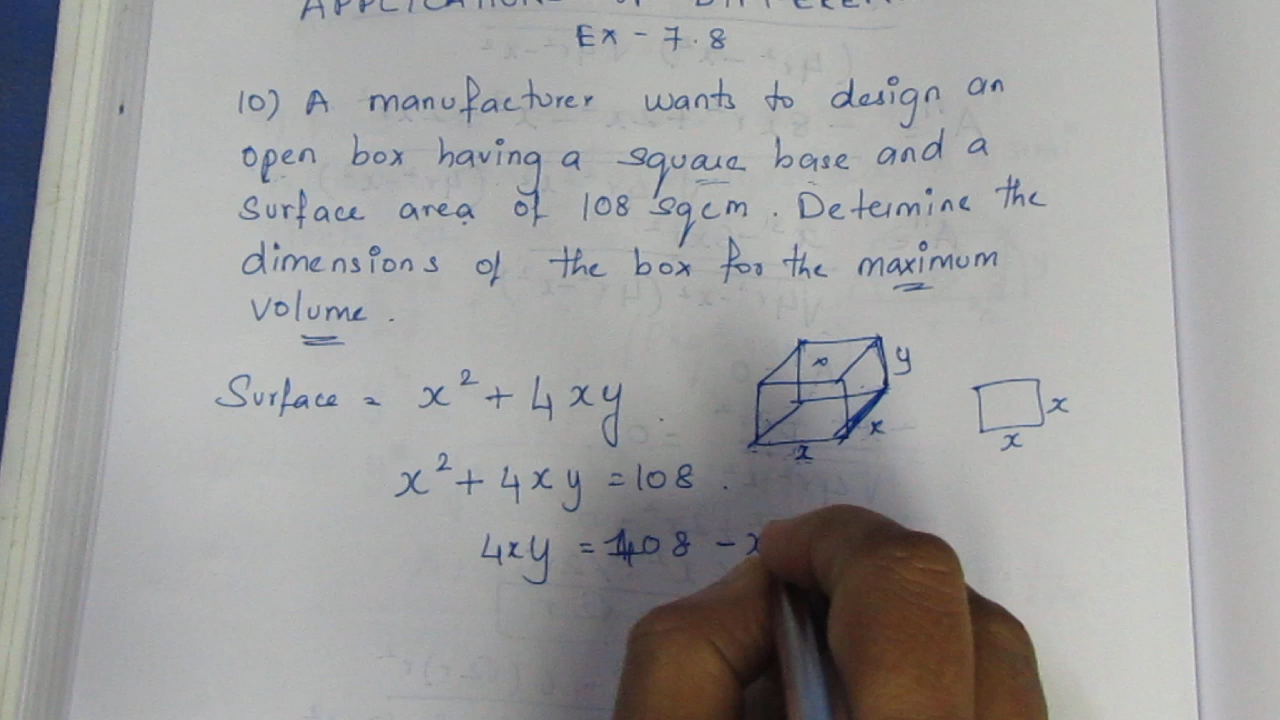 Ex - 7.8
10) A manufacturer wants to design an
open box having a square base and a
surface area of 108 sqcm. Determine the
dimensions of the box for the maximum
volume.
Surface = x² + 4xy
x² + 4xy = 108.
4xy = 108 - x
x
y
x
x
x
x